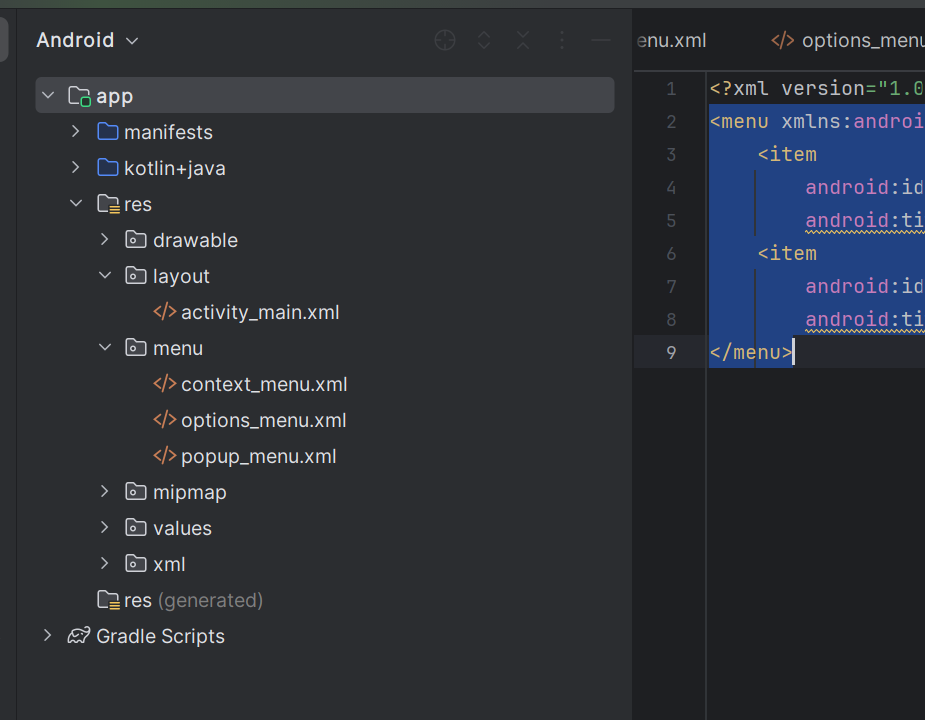 Android
app
manifests
kotlin+java
res
drawable
layout
activity_main.xml
menu
context_menu.xml
options_menu.xml
popup_menu.xml
mipmap
values
xml
res (generated)
Gradle Scripts
enu.xml </> options_menu
1 <?xml version="1.0
2 <menu xmlns:androi
3 <item
4 android:id
5 android:ti
6 <item
7 android:id
8 android:ti
9 </menu>